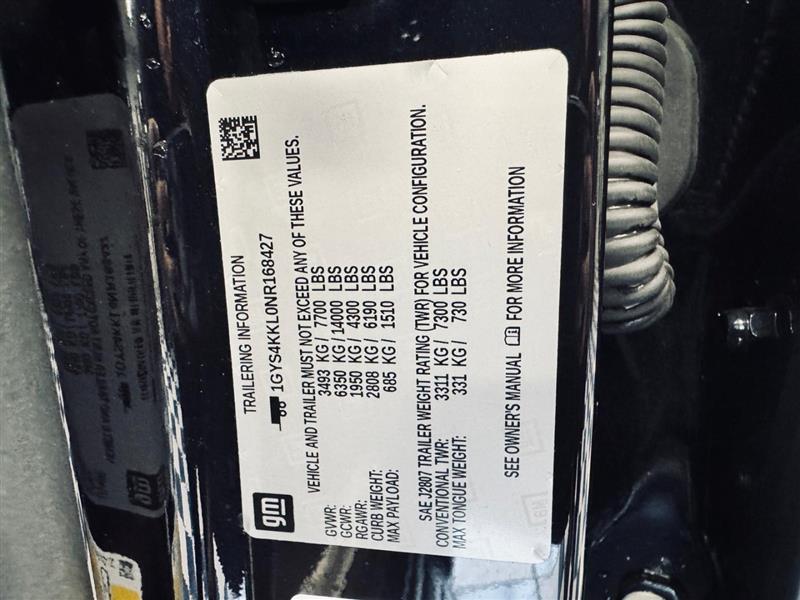 gm
TRAILERING INFORMATION
1GYS4KKL0NR168427
VEHICLE AND TRAILER MUST NOT EXCEED ANY OF THESE VALUES.
GVWR: 3493 KG / 7700 LBS
GCWR: 6350 KG / 14000 LBS
RGAWR: 1950 KG / 4300 LBS
CURB WEIGHT: 2808 KG / 6190 LBS
MAX PAYLOAD: 685 KG / 1510 LBS
SAE J2807 TRAILER WEIGHT RATING (TWR) FOR VEHICLE CONFIGURATION.
CONVENTIONAL TWR: 3311 KG / 7300 LBS
MAX TONGUE WEIGHT: 331 KG / 730 LBS
SEE OWNER'S MANUAL FOR MORE INFORMATION